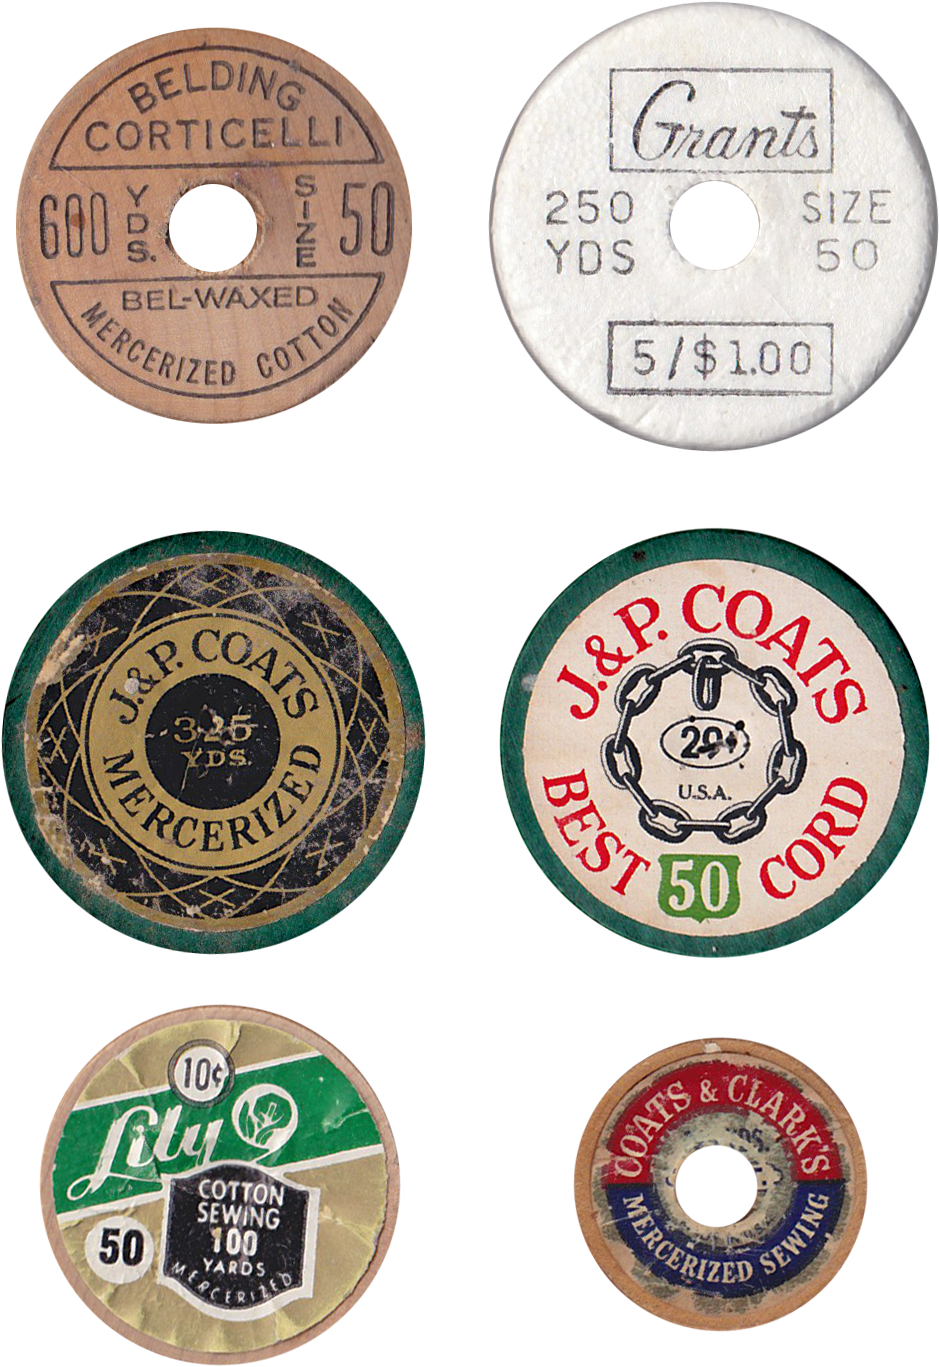 BELDING
CORTICELLI
600 YDS. SIZE 50
BEL-WAXED
MERCERIZED COTTON
Grants
250 YDS
SIZE 50
5/$1.00
J.&P. COATS
325
YDS.
MERCERIZED
J.&P. COATS
29¢
U.S.A.
BEST CORD
50
10¢
Lily
50
COTTON
SEWING
100
YARDS
MERCERIZED
COATS & CLARK'S
MERCERIZED SEWING